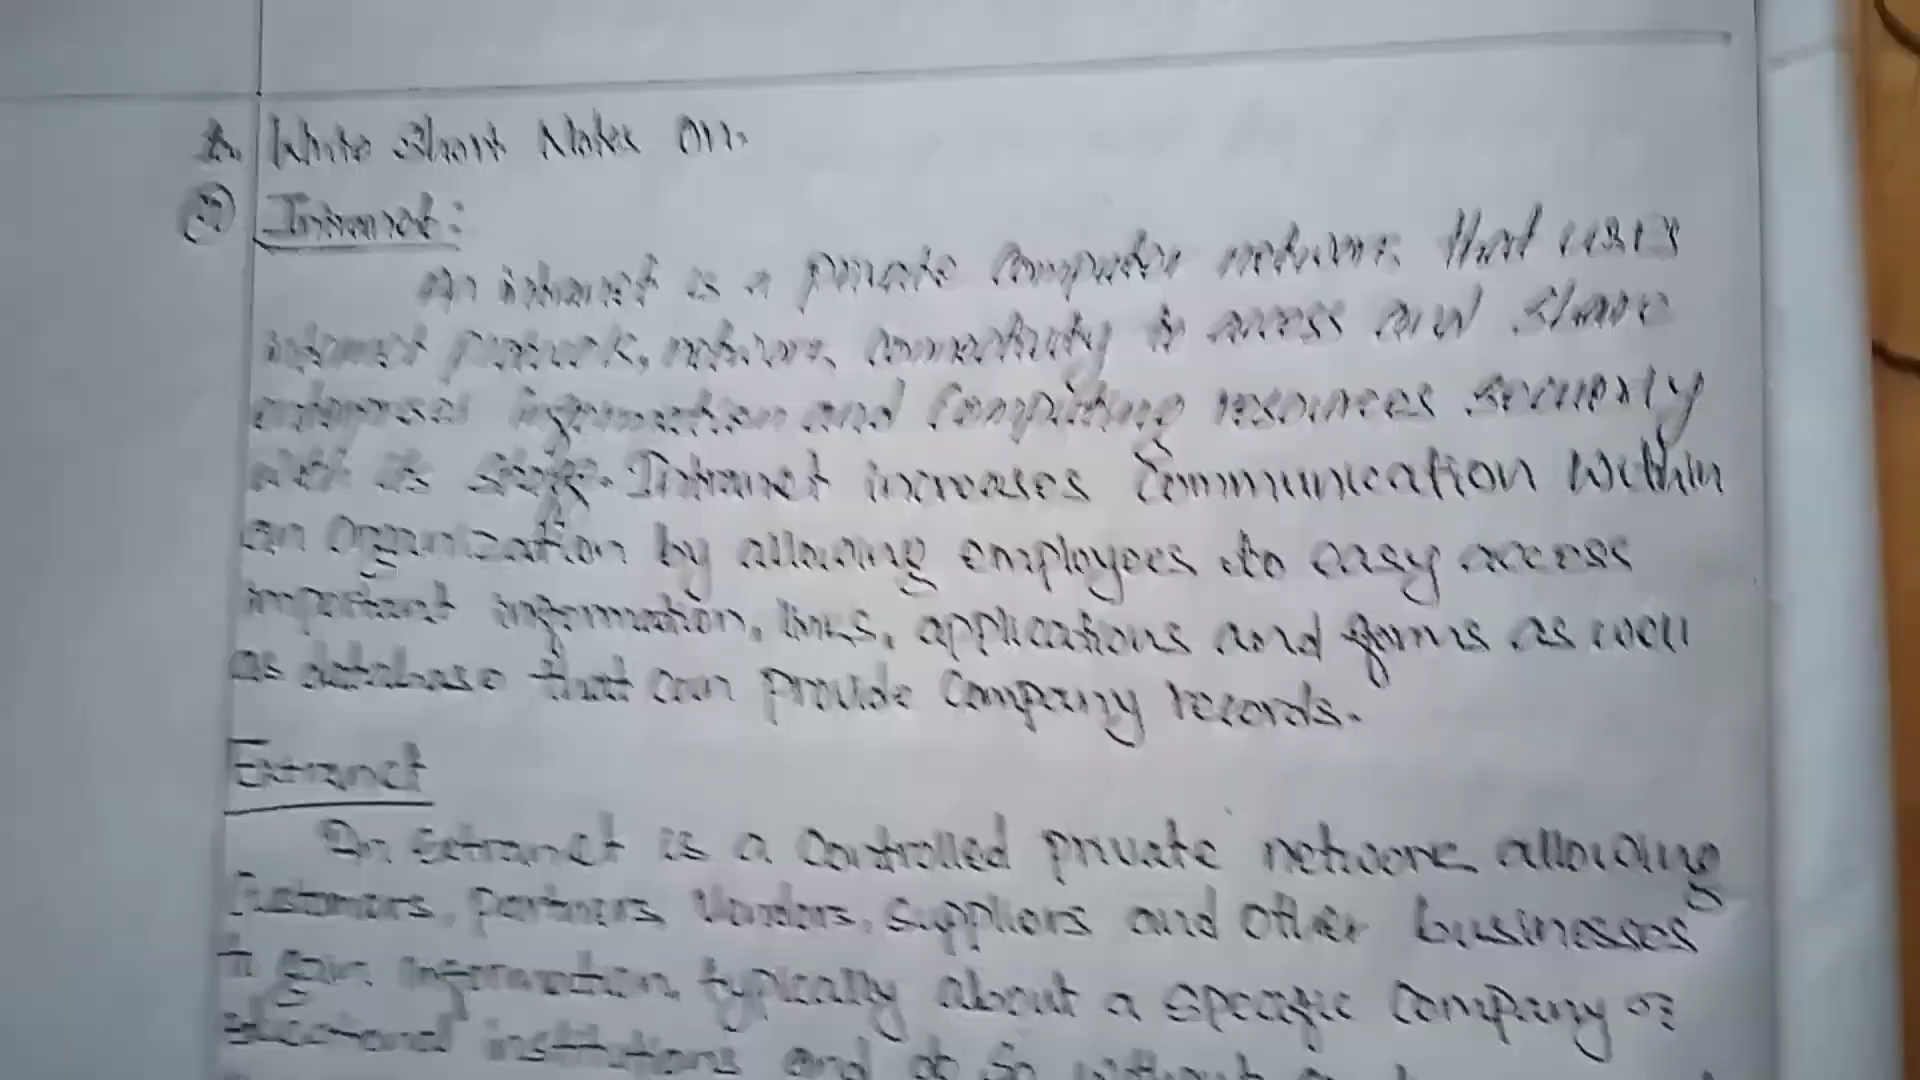 Write Short Notes On:
Intranet:
An intranet is a private computer network that uses
internet protocols, network connectivity to access and share
enterprises information and computing resources securely
with its staff. Intranet increases Communication Within
an organization by allowing employees to easy access
important information, links, applications and forms as well
as database that can provide Company records.
Extranet
An Extranet is a Controlled private network allowing
Customers, partners, Vendors, suppliers and other businesses
To gain information typically about a specific Company or
educational institutions and do so without